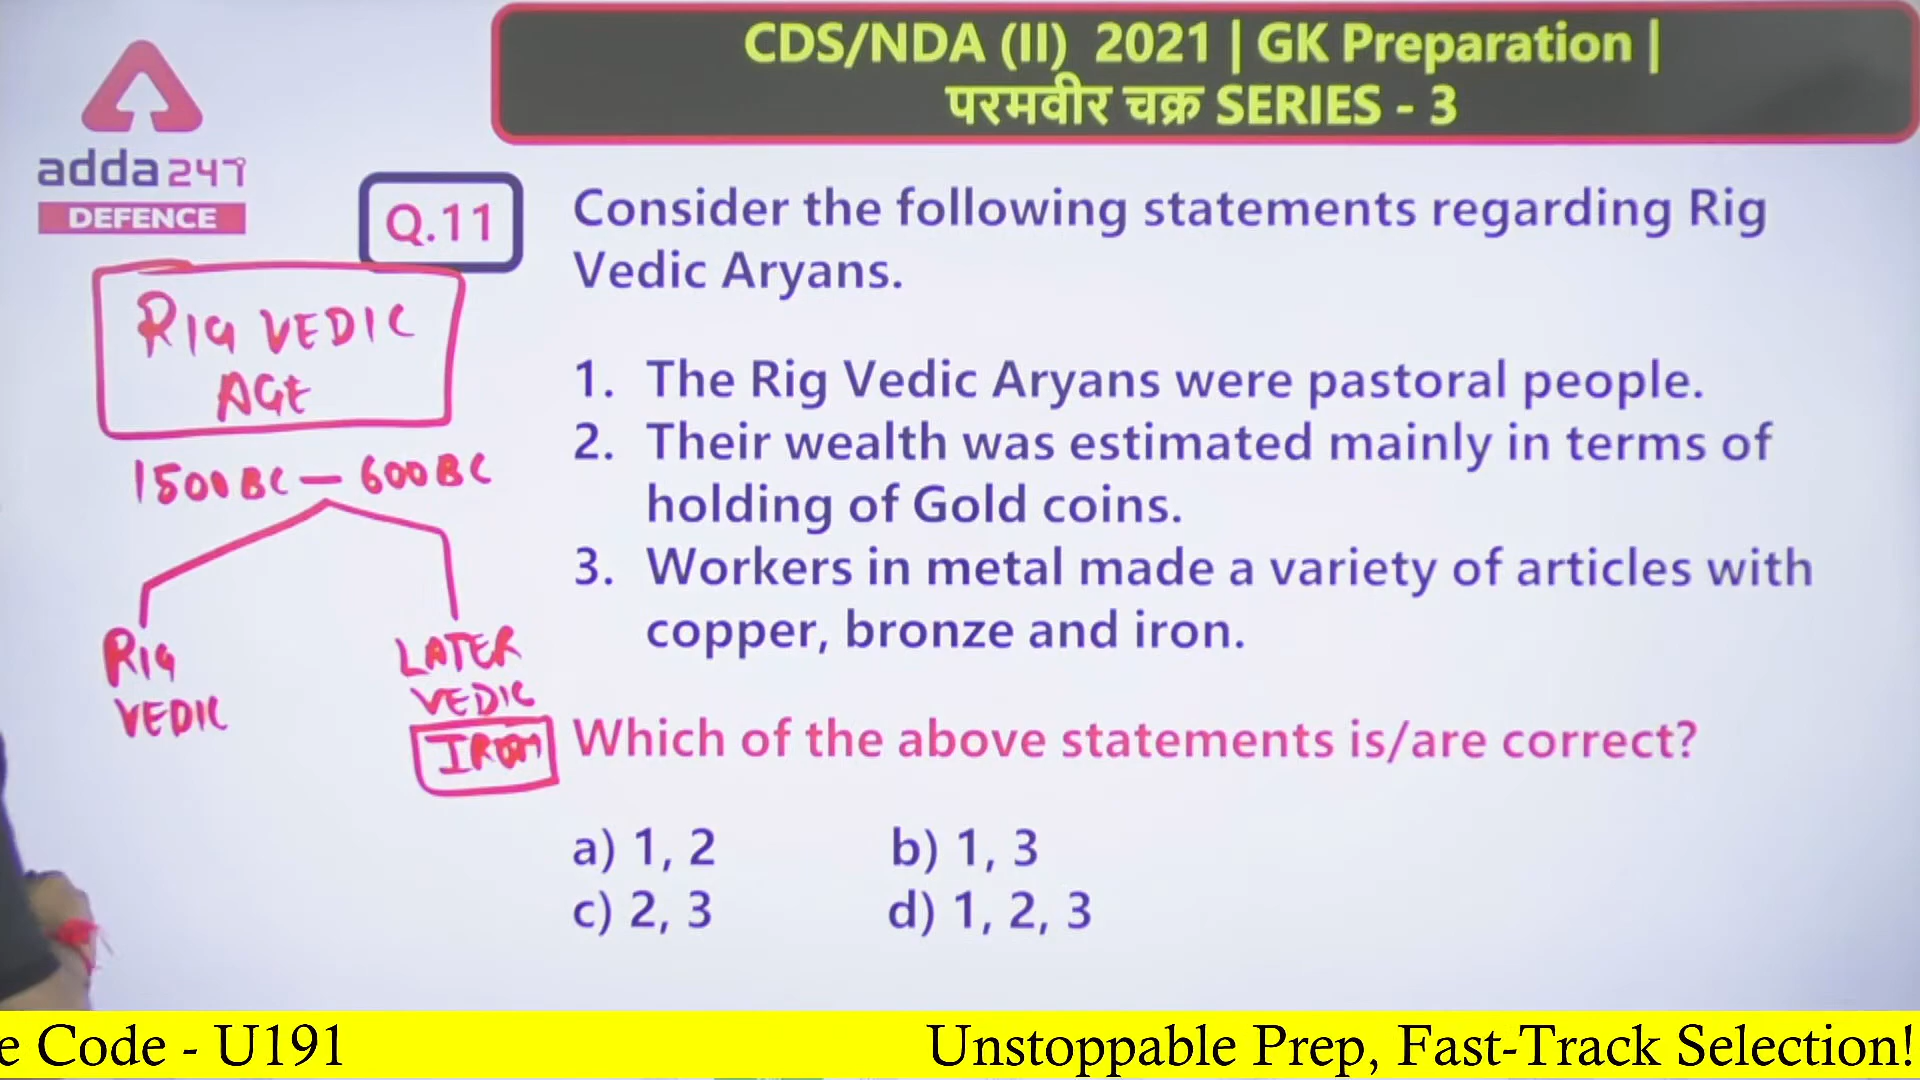 CDS/NDA (II) 2021 | GK Preparation |
परमवीर चक्र SERIES - 3
adda247
DEFENCE
Q.11
Consider the following statements regarding Rig
Vedic Aryans.
RIG VEDIC
AGE
1500 BC — 600 BC
RIG
VEDIC
LATER
VEDIC
IRON
1. The Rig Vedic Aryans were pastoral people.
2. Their wealth was estimated mainly in terms of
holding of Gold coins.
3. Workers in metal made a variety of articles with
copper, bronze and iron.
Which of the above statements is/are correct?
a) 1, 2 b) 1, 3
c) 2, 3 d) 1, 2, 3
e Code - U191 Unstoppable Prep, Fast-Track Selection!